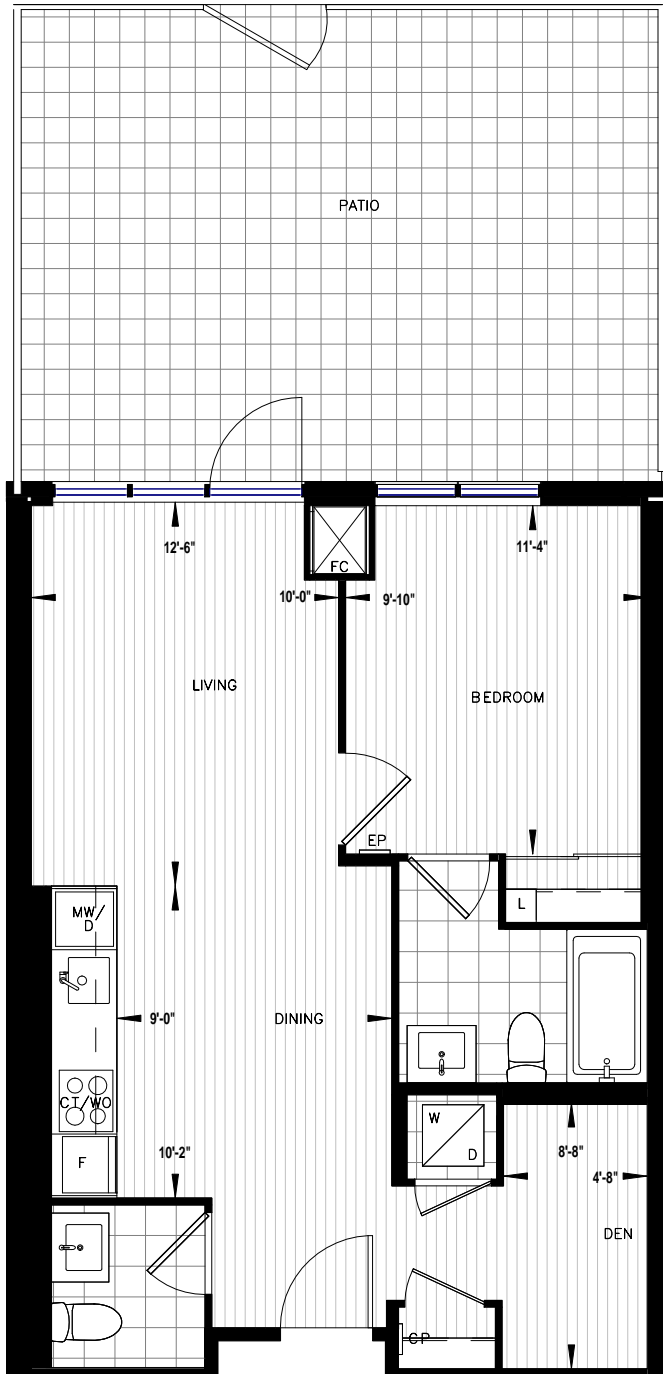 PATIO
12'-6"
11'-4"
FC
10'-0"
9'-10"
LIVING
BEDROOM
EP
MW/
D
L
9'-0"
DINING
CT/WO
W
D
F
10'-2"
8'-8"
4'-8"
DEN
CP